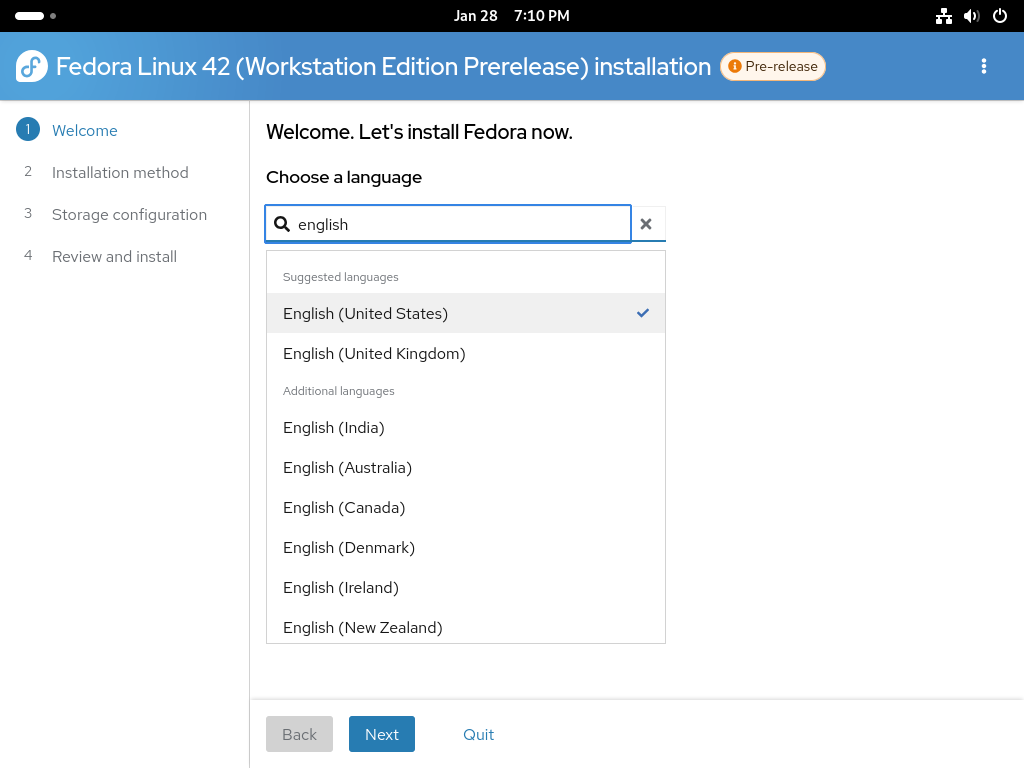 Jan 28 7:10 PM
Fedora Linux 42 (Workstation Edition Prerelease) installation Pre-release
1 Welcome
2 Installation method
3 Storage configuration
4 Review and install
Welcome. Let's install Fedora now.
Choose a language
english
Suggested languages
English (United States)
English (United Kingdom)
Additional languages
English (India)
English (Australia)
English (Canada)
English (Denmark)
English (Ireland)
English (New Zealand)
Back Next Quit